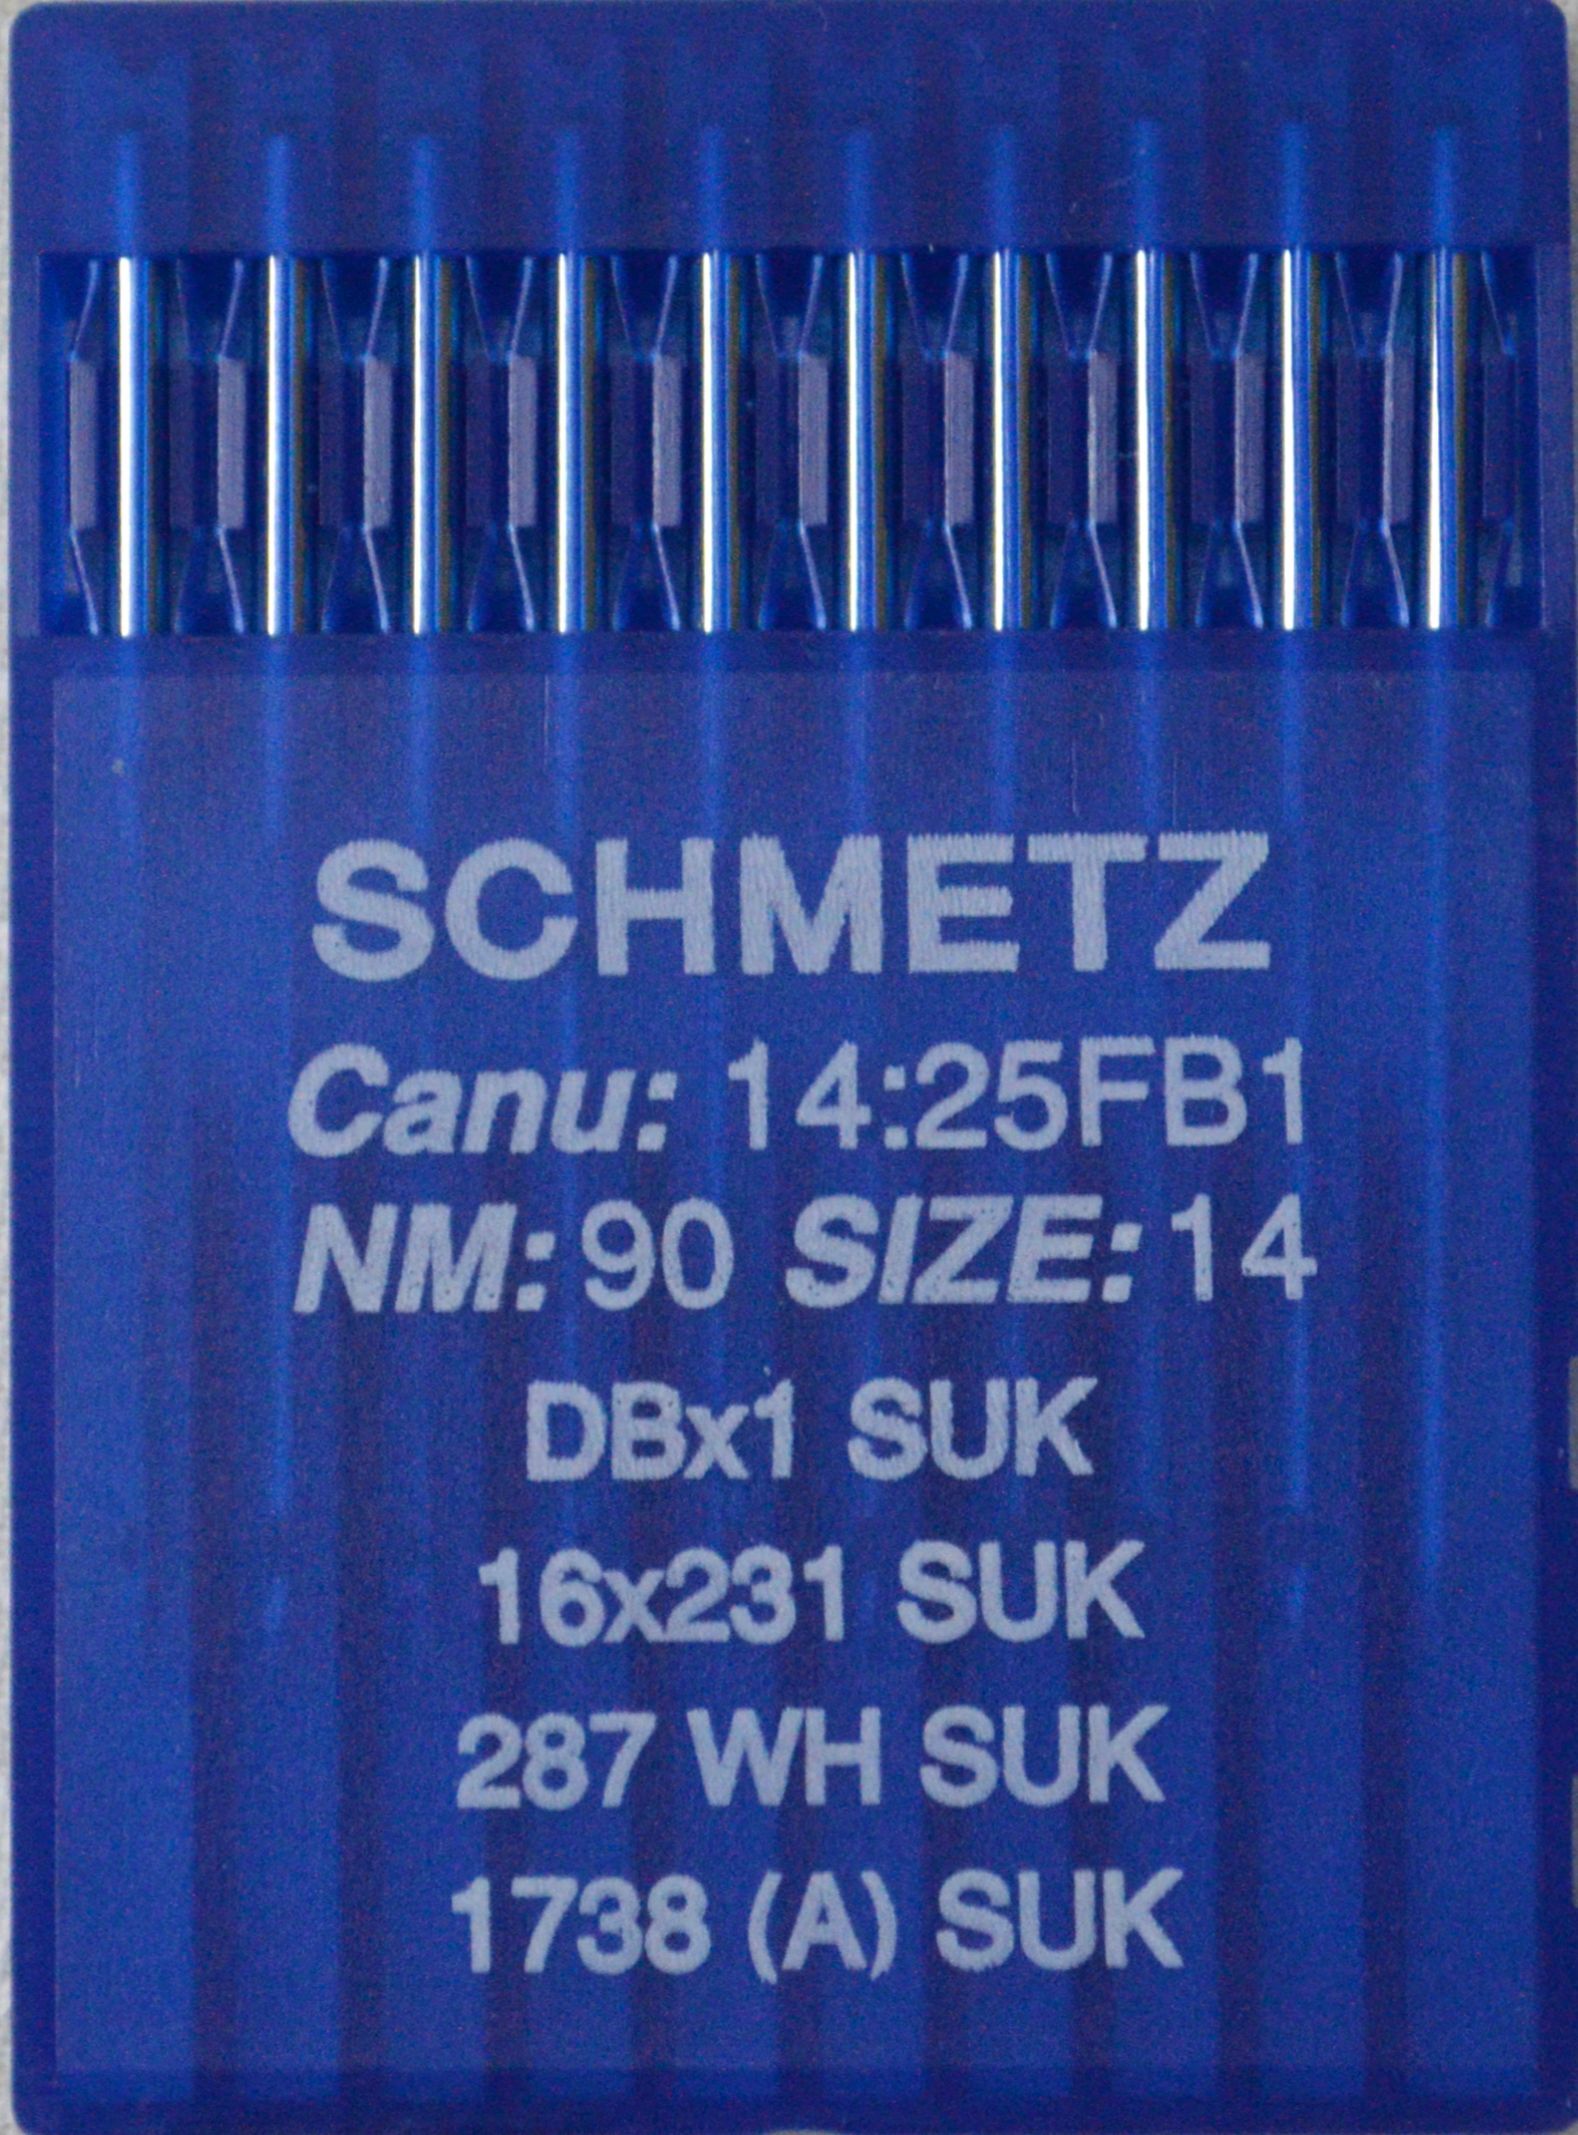 SCHMETZ
Canu: 14:25FB1
NM: 90 SIZE: 14
DBx1 SUK
16x231 SUK
287 WH SUK
1738 (A) SUK